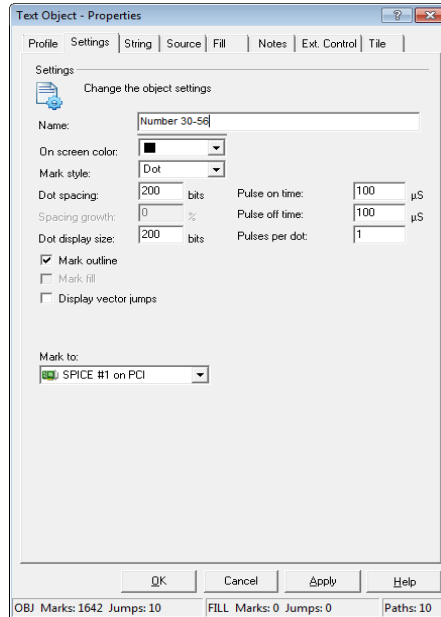 Text Object - Properties
Profile Settings String Source Fill Notes Ext. Control Tile
Settings
Change the object settings
Name: Number 30-56
On screen color:
Mark style: Dot
Dot spacing: 200 bits Pulse on time: 100 µS
Spacing growth: 0 % Pulse off time: 100 µS
Dot display size: 200 bits Pulses per dot: 1
Mark outline
Mark fill
Display vector jumps
Mark to:
SPICE #1 on PCI
OK Cancel Apply Help
OBJ Marks: 1642 Jumps: 10 FILL Marks: 0 Jumps: 0 Paths: 10